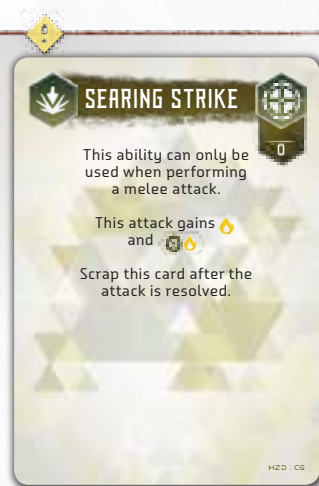 SEARING STRIKE
0
This ability can only be
used when performing
a melee attack.
This attack gains
and
Scrap this card after the
attack is resolved.
HZD : CG